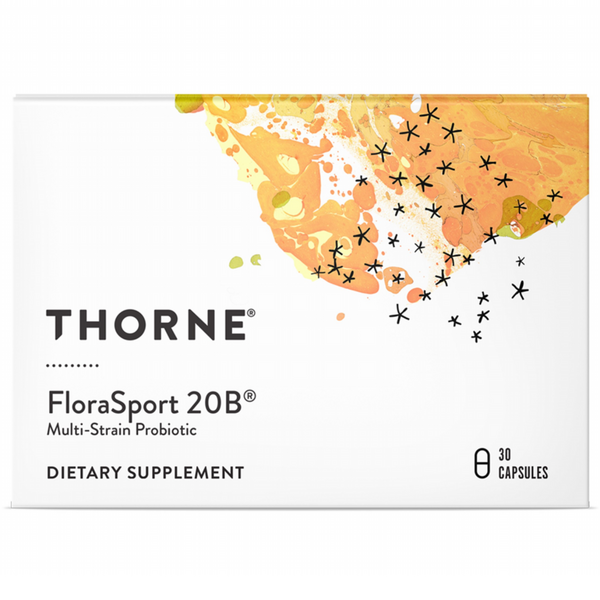 THORNE®
FloraSport 20B®
Multi-Strain Probiotic
DIETARY SUPPLEMENT
30
CAPSULES